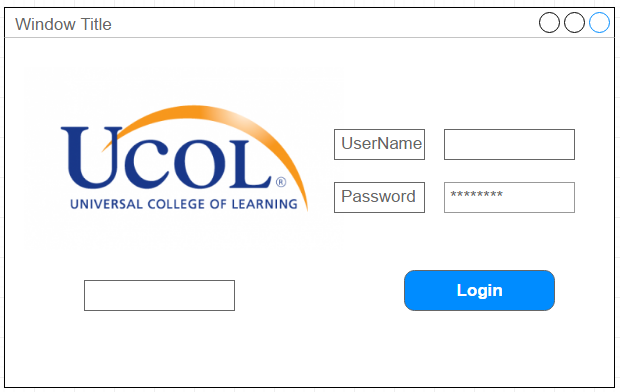 Window Title
UCOL®
UNIVERSAL COLLEGE OF LEARNING
UserName
Password ********
Login